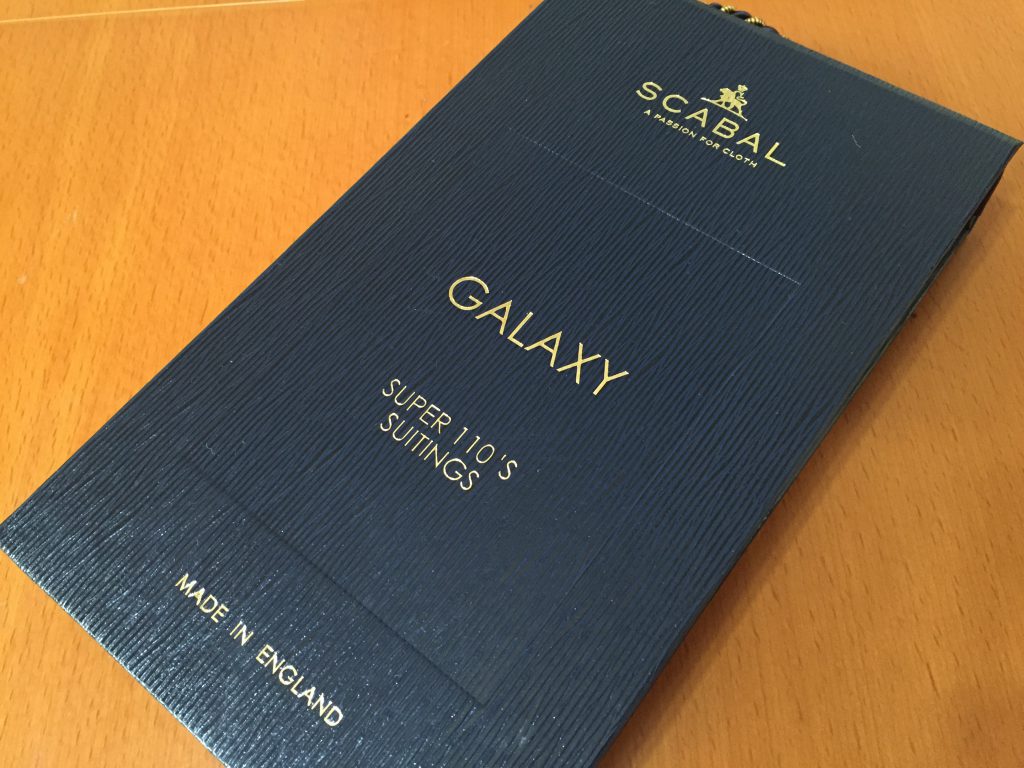 SCABAL
A PASSION FOR CLOTH
GALAXY
SUPER 110'S
SUITINGS
MADE IN ENGLAND